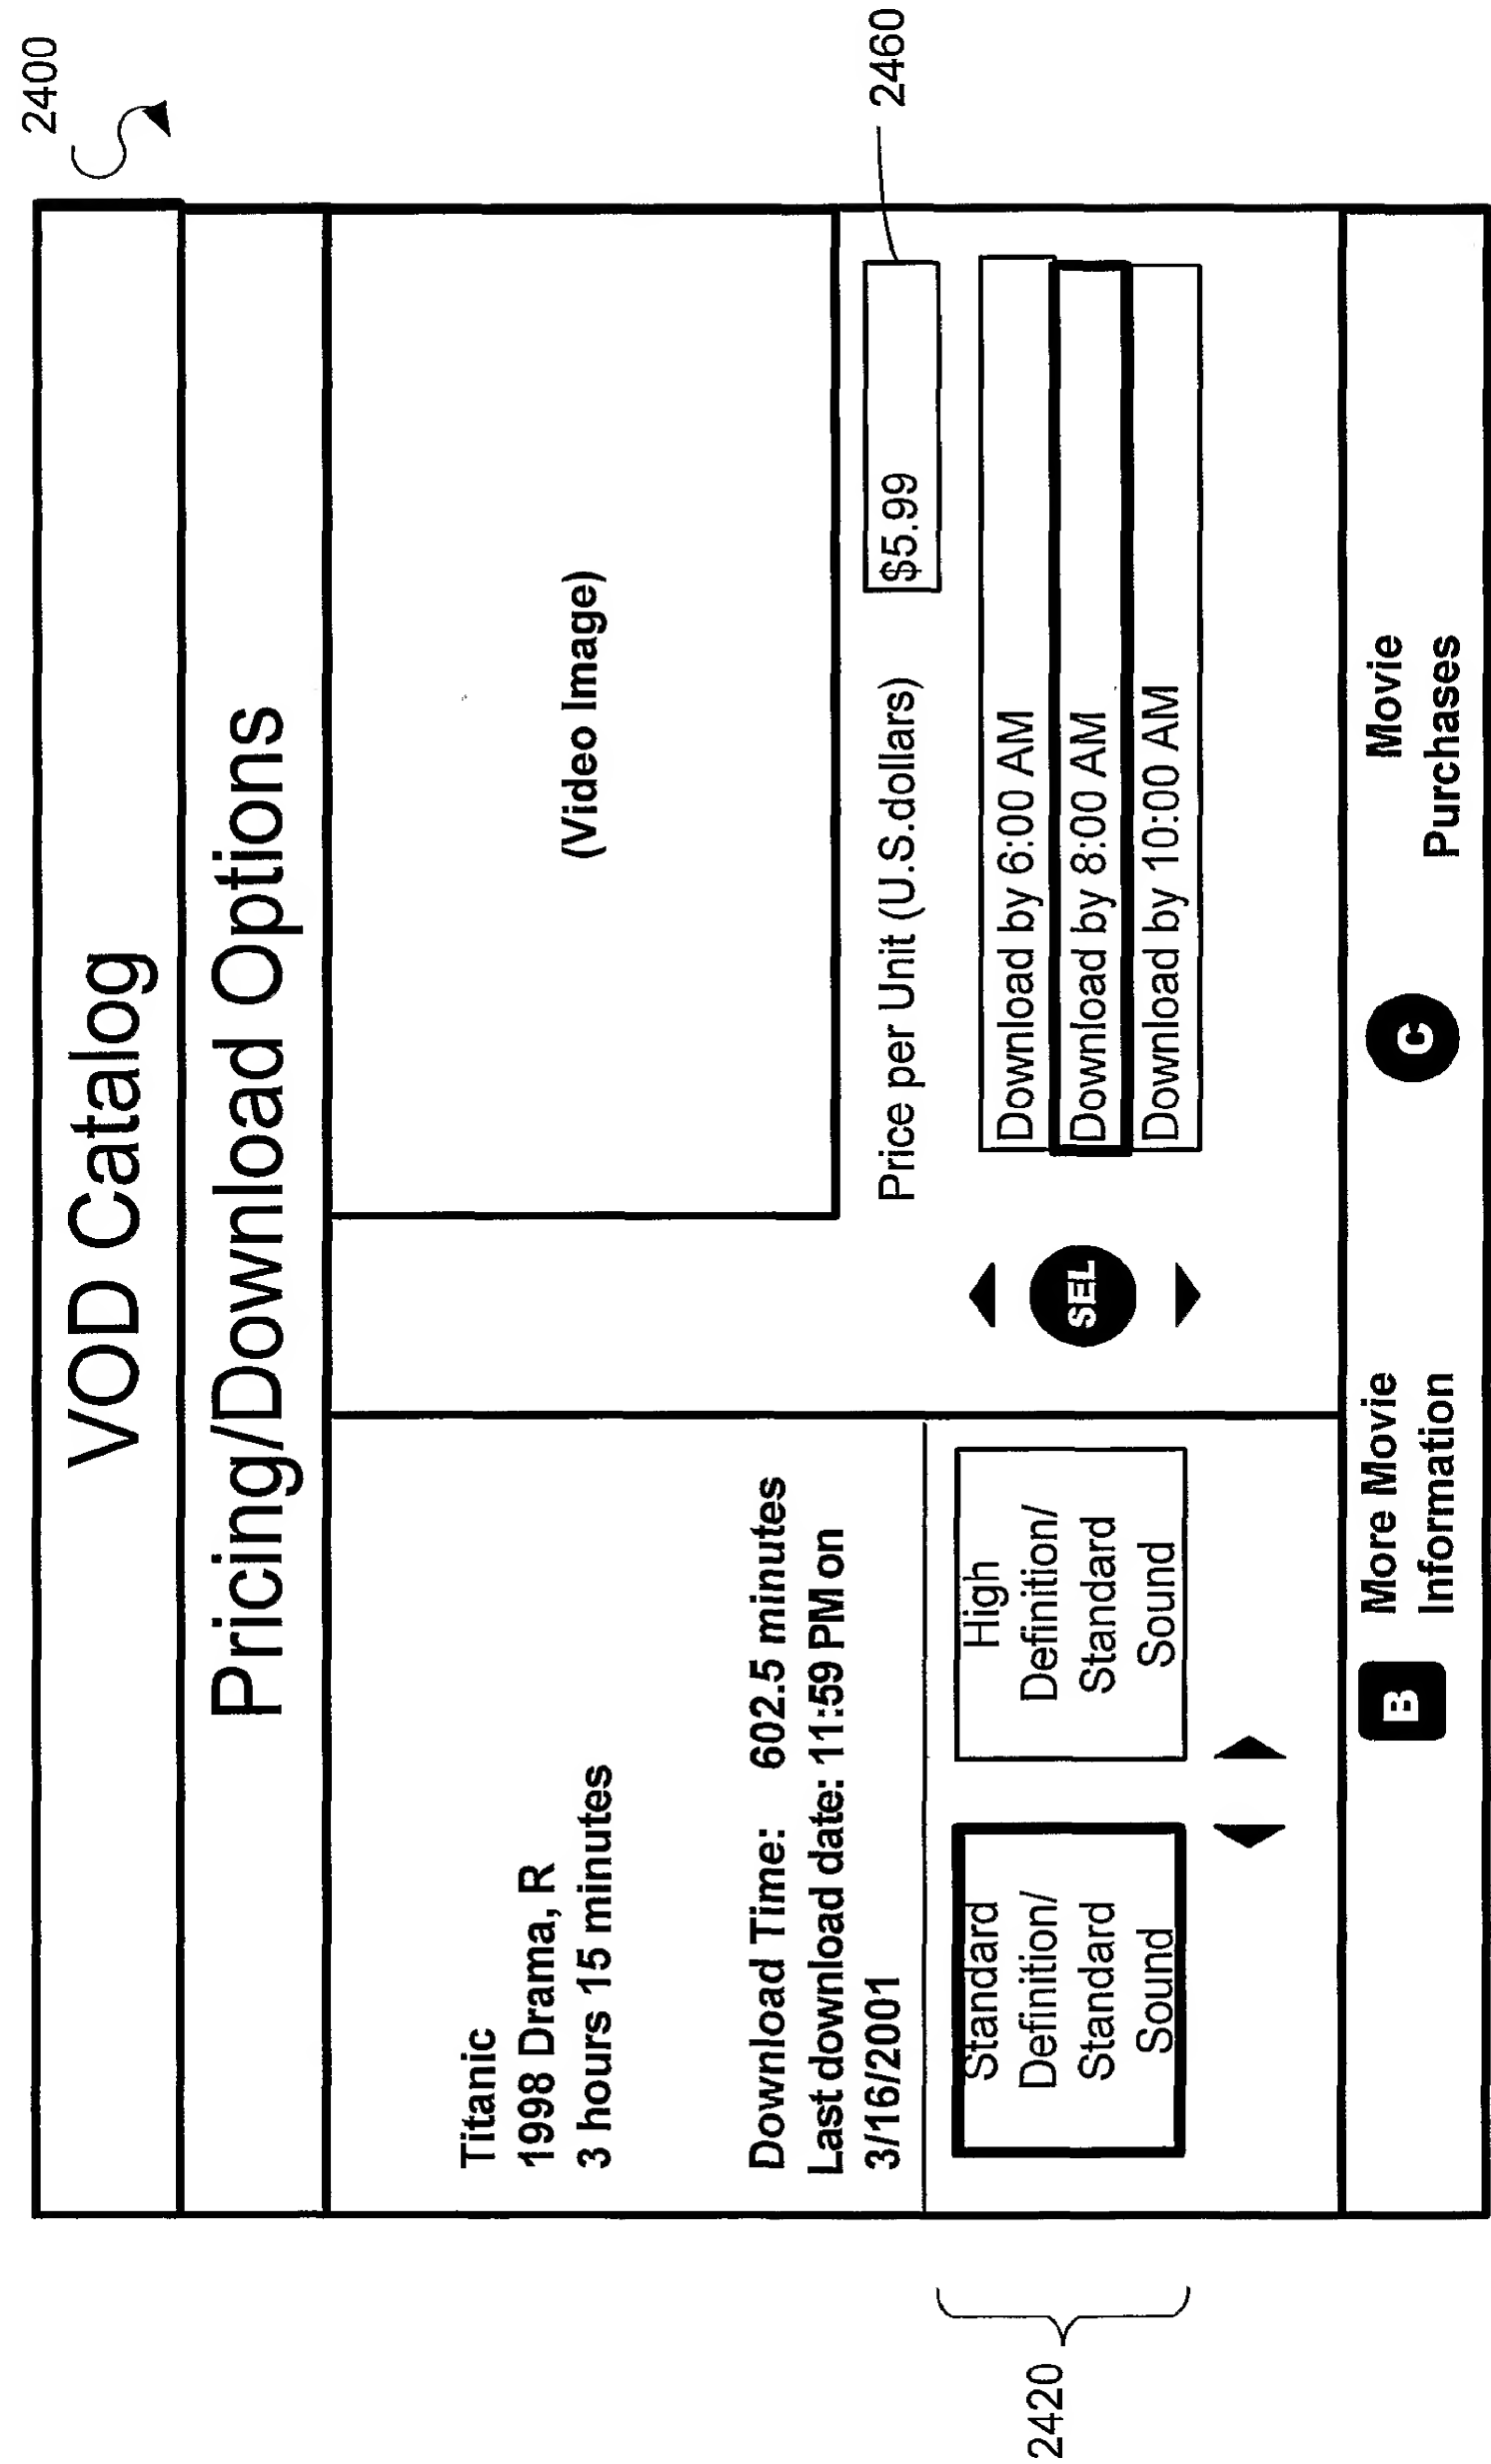 2400
VOD Catalog
Pricing/Download Options
Titanic
1998 Drama, R
3 hours 15 minutes
Download Time: 602.5 minutes
Last download date: 11:59 PM on
3/16/2001
(Video Image)
Price per Unit (U.S.dollars)
$5.99
2460
2420
Standard
Definition/
Standard
Sound
High
Definition/
Standard
Sound
SEL
Download by 6:00 AM
Download by 8:00 AM
Download by 10:00 AM
B
More Movie
Information
C
Movie
Purchases